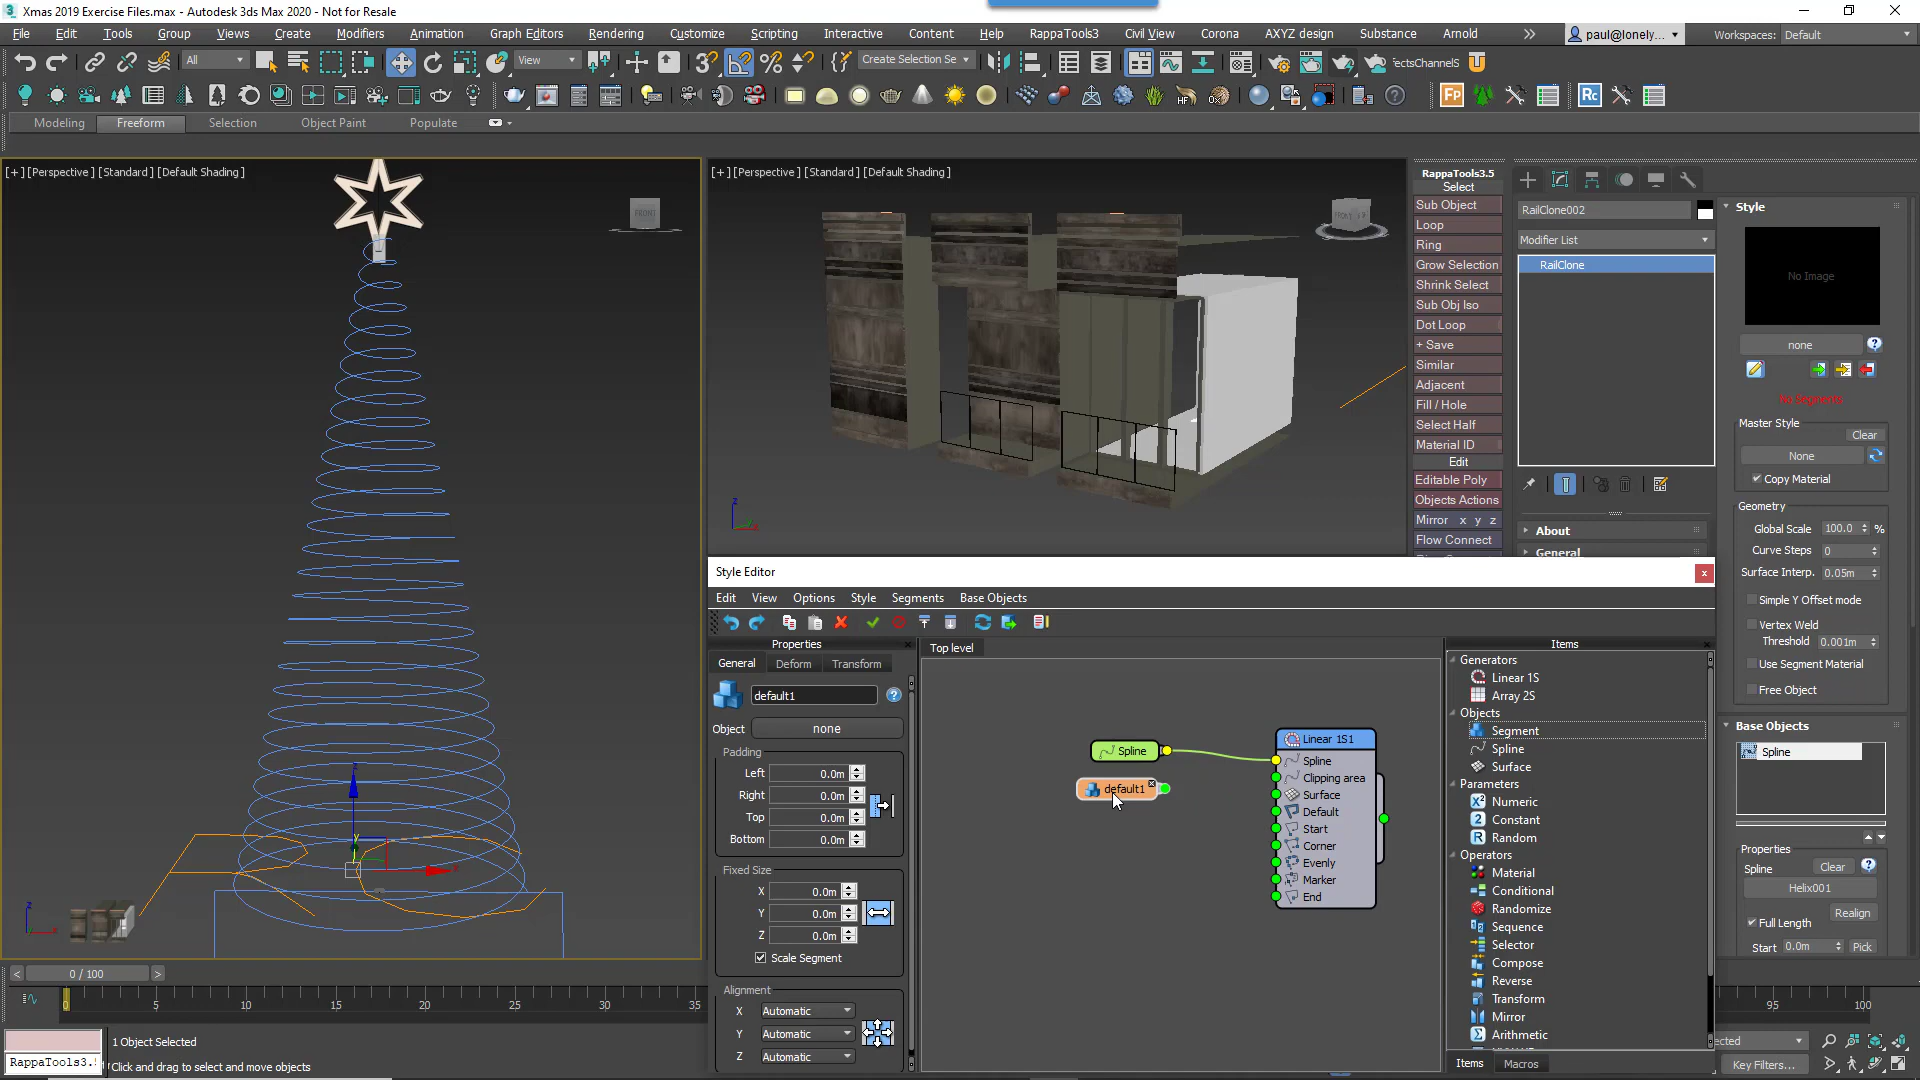 Xmas 2019 Exercise Files.max - Autodesk 3ds Max 2020 - Not for Resale
File Edit Tools Group Views Create Modifiers Animation Graph Editors Rendering Customize Scripting Interactive Content Help RappaTools3 Civil View Corona AXYZ design Substance Arnold paul@lonely... Workspaces: Default
All View Create Selection Se ectsChannelS
HF Fp Rc
Modeling Freeform Selection Object Paint Populate
[+] [Perspective ] [Standard ] [Default Shading ]
FRONT
[+] [Perspective ] [Standard ] [Default Shading ]
RappaTools3.5
Select
Sub Object
Loop
Ring
Grow Selection
Shrink Select
Sub Obj Iso
Dot Loop
+ Save
Similar
Adjacent
Fill / Hole
Select Half
Material ID
Edit
Editable Poly
Objects Actions
Mirror x y z
Flow Connect
RailClone002
Modifier List
RailClone
About
General
Style
No Image
none
No Segments
Master Style
Clear
None
Copy Material
Geometry
Global Scale 100.0 %
Curve Steps 0
Surface Interp. 0.05m
Simple Y Offset mode
Vertex Weld
Threshold 0.001m
Use Segment Material
Free Object
Base Objects
Spline
Properties
Spline Clear
Helix001
Realign
Full Length
Start 0.0m Pick
Style Editor
Edit View Options Style Segments Base Objects
Properties
General Deform Transform
default1
Object none
Padding
Left 0.0m
Right 0.0m
Top 0.0m
Bottom 0.0m
Fixed Size
X 0.0m
Y 0.0m
Z 0.0m
Scale Segment
Alignment
X Automatic
Y Automatic
Z Automatic
Top level
Spline
default1
Linear 1S1
Spline
Clipping area
Surface
Default
Start
Corner
Evenly
Marker
End
Items
Generators
Linear 1S
Array 2S
Objects
Segment
Spline
Surface
Parameters
Numeric
Constant
Random
Operators
Material
Conditional
Randomize
Sequence
Selector
Compose
Reverse
Transform
Mirror
Arithmetic
Items Macros
z
y
x
0 / 100
0 5 10 15 20 25 30 35 95 100
RappaTools3.
1 Object Selected
Click and drag to select and move objects
ected
Key Filters...